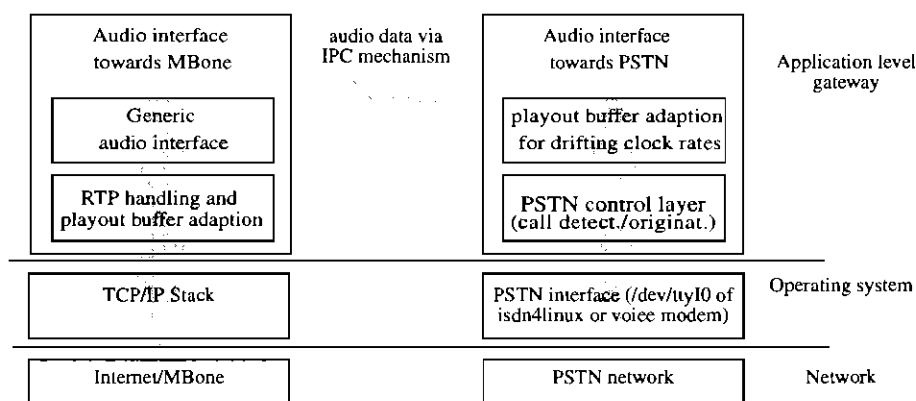 Audio interface
towards MBone
audio data via
IPC mechanism
Audio interface
towards PSTN
Application level
gateway
Generic
audio interface
playout buffer adaption
for drifting clock rates
RTP handling and
playout buffer adaption
PSTN control layer
(call detect./originat.)
TCP/IP Stack
PSTN interface (/dev/ttyI0 of
isdn4linux or voice modem)
Operating system
Internet/MBone
PSTN network
Network